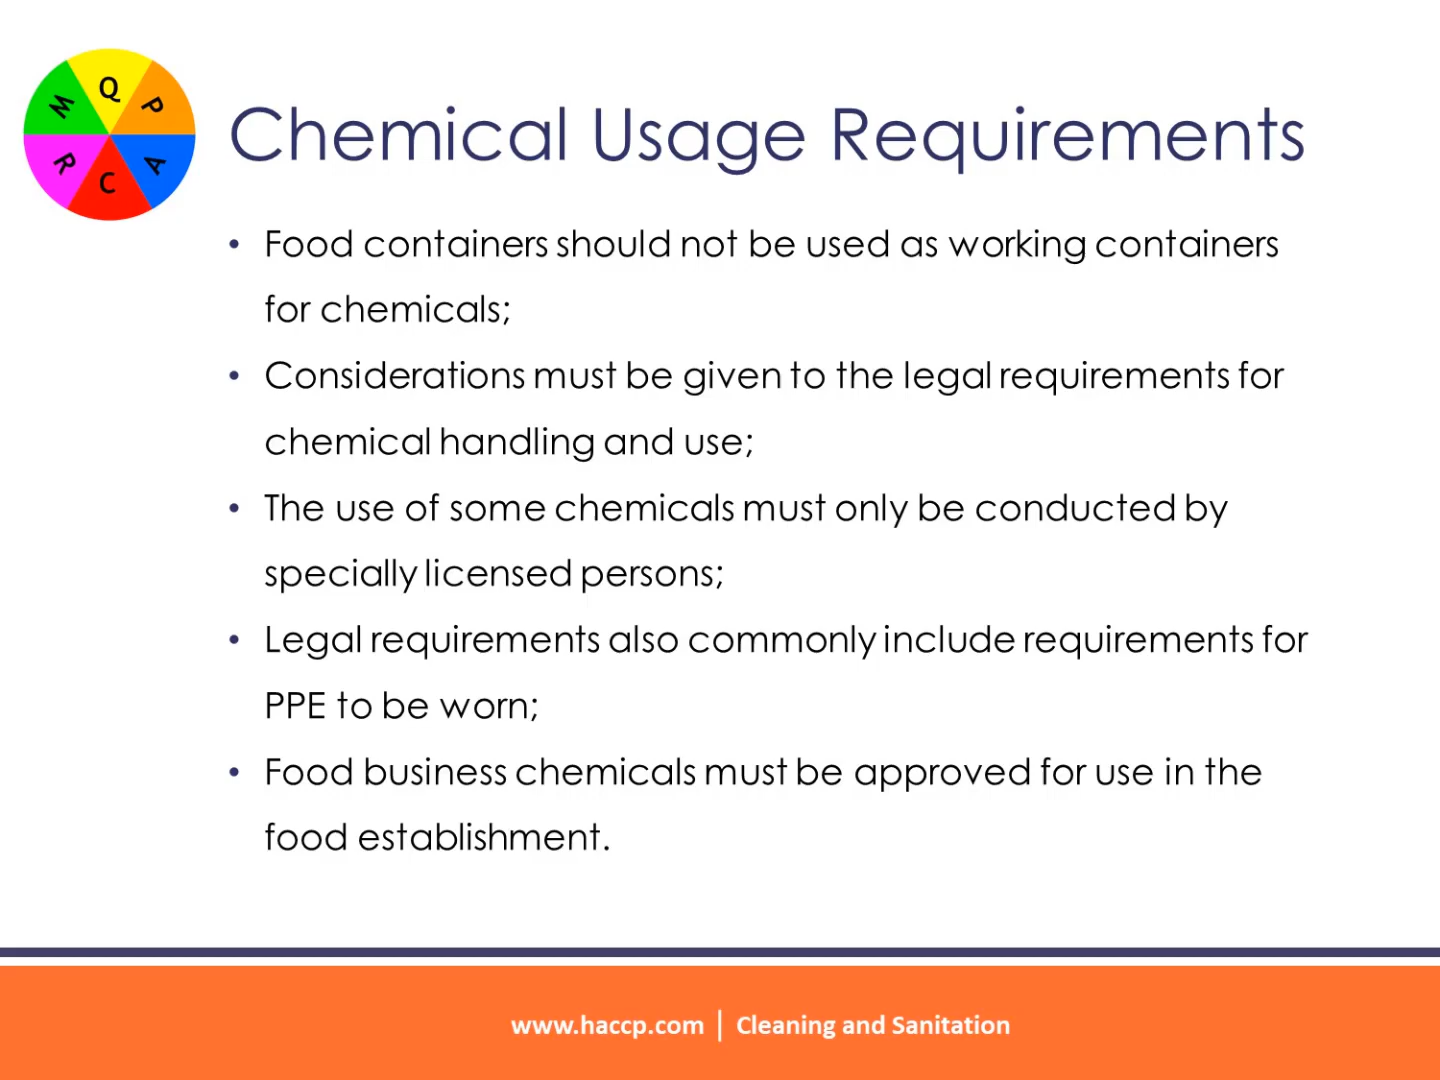 Q
P
A
C
R
M
Chemical Usage Requirements
• Food containers should not be used as working containers
for chemicals;
• Considerations must be given to the legal requirements for
chemical handling and use;
• The use of some chemicals must only be conducted by
specially licensed persons;
• Legal requirements also commonly include requirements for
PPE to be worn;
• Food business chemicals must be approved for use in the
food establishment.
www.haccp.com | Cleaning and Sanitation